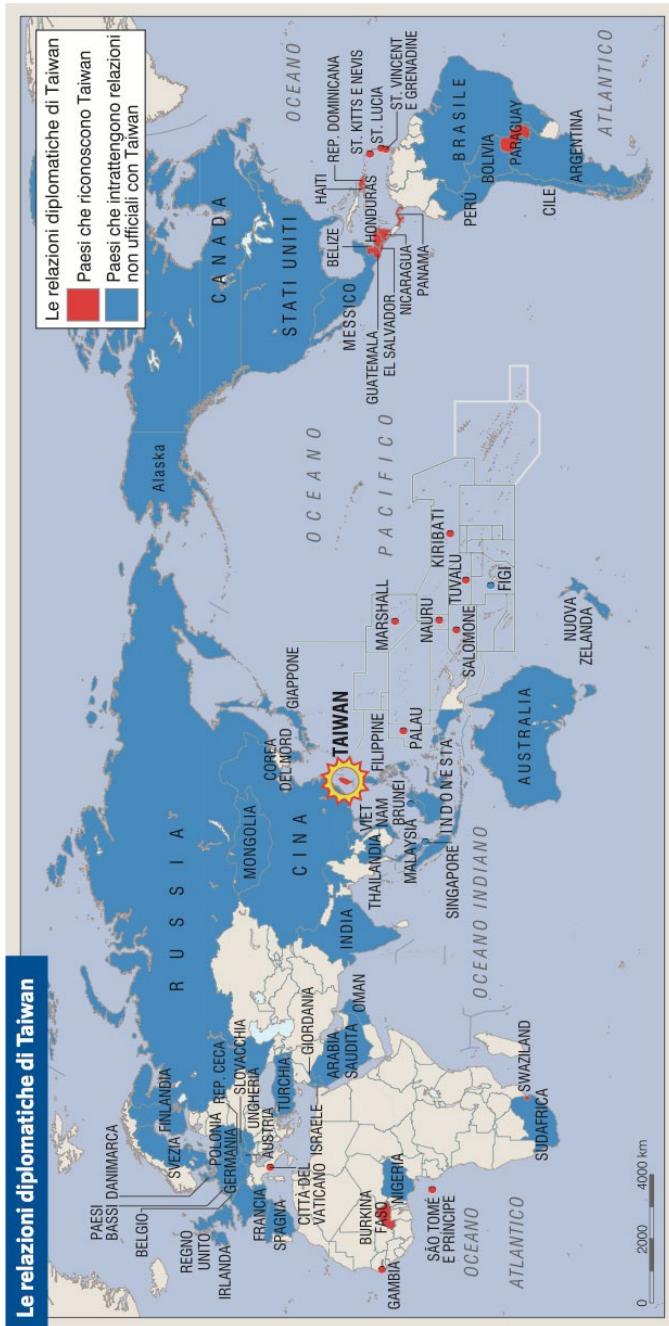 Le relazioni diplomatiche di Taiwan
Le relazioni diplomatiche di Taiwan
Paesi che riconoscono Taiwan
Paesi che intrattengono relazioni
non ufficiali con Taiwan
PAESI
BASSI
DANIMARCA
BELGIO
REGNO
UNITO
IRLANDA
SVEZIA
FINLANDIA
POLONIA
GERMANIA
REP. CECA
SLOVACCHIA
UNGHERIA
AUSTRIA
FRANCIA
SPAGNA
CITTÀ DEL
VATICANO
ISRAELE
TURCHIA
GIORDANIA
ARABIA
SAUDITA
OMAN
RUSSIA
MONGOLIA
CINA
COREA
DEL NORD
GIAPPONE
TAIWAN
INDIA
THAILANDIA
VIET
NAM
FILIPPINE
BRUNEI
MALAYSIA
SINGAPORE
INDONESIA
PALAU
MARSHALL
NAURU
SALOMONE
KIRIBATI
TUVALU
FIGI
AUSTRALIA
NUOVA
ZELANDA
GAMBIA
BURKINA
FASO
NIGERIA
SÃO TOMÉ
E PRÍNCIPE
SWAZILAND
SUDAFRICA
OCEANO
ATLANTICO
OCEANO INDIANO
OCEANO
PACIFICO
Alaska
CANADA
STATI UNITI
MESSICO
BELIZE
HONDURAS
GUATEMALA
EL SALVADOR
NICARAGUA
PANAMA
HAITI
REP. DOMINICANA
ST. KITTS E NEVIS
ST. LUCIA
ST. VINCENT
E GRENADINE
OCEANO
ATLANTICO
BRASILE
PERU
BOLIVIA
PARAGUAY
CILE
ARGENTINA
0 2000 4000 km